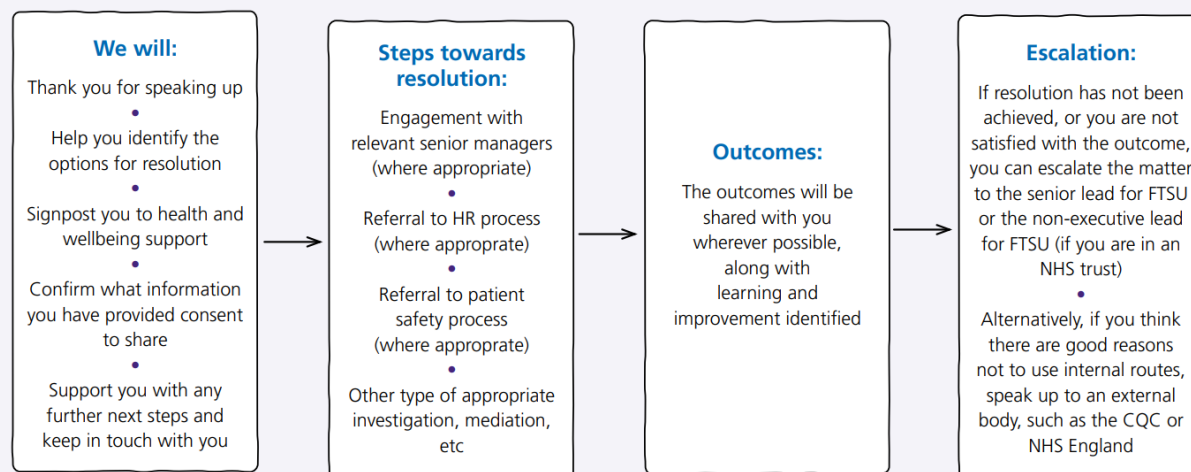 We will:
Thank you for speaking up
•
Help you identify the
options for resolution
•
Signpost you to health and
wellbeing support
•
Confirm what information
you have provided consent
to share
•
Support you with any
further next steps and
keep in touch with you
Steps towards
resolution:
Engagement with
relevant senior managers
(where appropriate)
•
Referral to HR process
(where approprate)
•
Referral to patient
safety process
(where approprate)
•
Other type of appropriate
investigation, mediation,
etc
Outcomes:
The outcomes will be
shared with you
wherever possible,
along with
learning and
improvement identified
Escalation:
If resolution has not been
achieved, or you are not
satisfied with the outcome,
you can escalate the matter
to the senior lead for FTSU
or the non-executive lead
for FTSU (if you are in an
NHS trust)
•
Alternatively, if you think
there are good reasons
not to use internal routes,
speak up to an external
body, such as the CQC or
NHS England